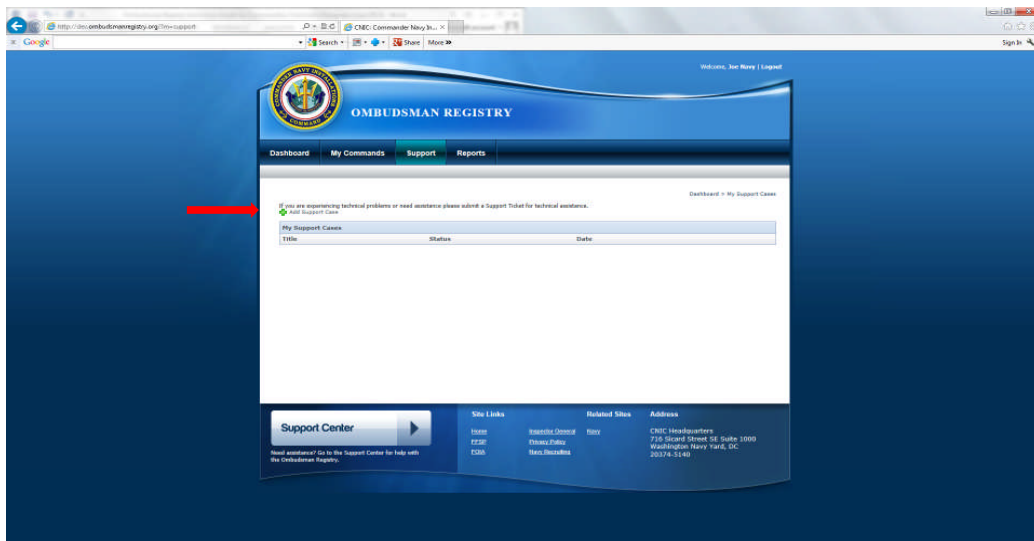 http://dev.ombudsmanregistry.org/?m=support
CNIC: Commander Navy In...
Google
Search
Share
More »
Sign In
Welcome, Joe Navy | Logout
COMMANDER NAVY INSTALLATIONS COMMAND
OMBUDSMAN REGISTRY
Dashboard My Commands Support Reports
Dashboard > My Support Cases
If you are experiencing technical problems or need assistance please submit a Support Ticket for technical assistance.
Add Support Case
My Support Cases
Title Status Date
Support Center
Need assistance? Go to the Support Center for help with
the Ombudsman Registry.
Site Links
Home
FFSP
FOIA
Inspector General
Privacy Policy
Navy Recruiting
Related Sites
Navy
Address
CNIC Headquarters
716 Sicard Street SE Suite 1000
Washington Navy Yard, DC
20374-5140